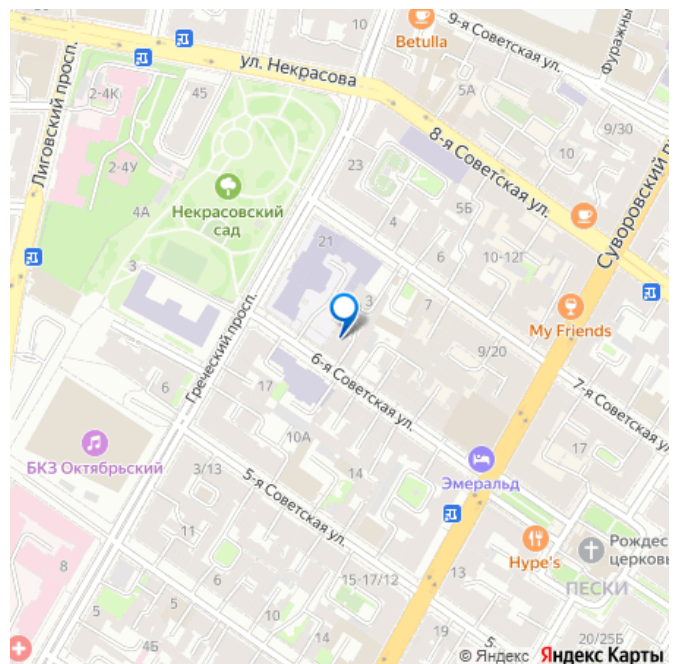 9-я Советская ул.
Фуражны
Betulla
ул. Некрасова
Лиговский просп.
2-4К
45
5А
9/30
10
8-я Советская ул.
Суворовский п
23
2-4У
4А
Некрасовский
сад
4
5Б
6
10-12Г
21
3
3
7
My Friends
Греческий просп.
9/20
6-я Советская ул.
7-я Советская ул
6
17
БКЗ Октябрьский
10А
3/13
14
17
Эмеральд
5-я Советская ул.
11
Hype's
Рождес
церковь
ПЕСКИ
8
6
15-17/12
13
5
5
9
4Б
10
14
19
5-
20/25Б
© Яндекс Яндекс Карты